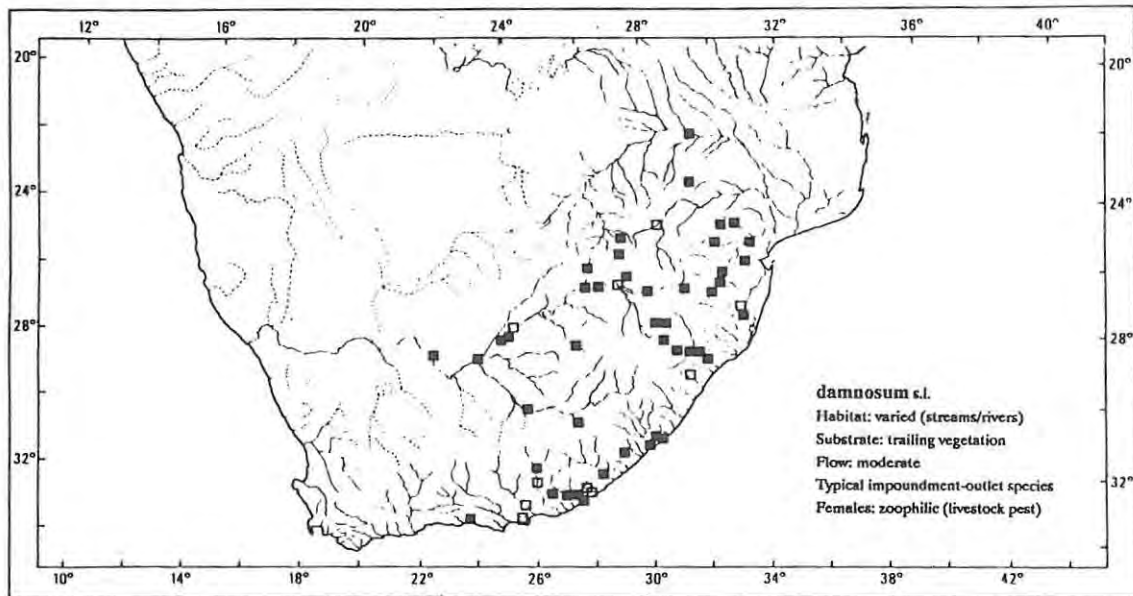 12° 16° 20° 24° 28° 32° 36° 40°
20° 20°
24° 24°
28° 28°
32° 32°
damnosum s.l.
Habitat: varied (streams/rivers)
Substrate: trailing vegetation
Flow: moderate
Typical impoundment-outlet species
Females: zoophilic (livestock pest)
10° 14° 18° 22° 26° 30° 34° 38° 42°